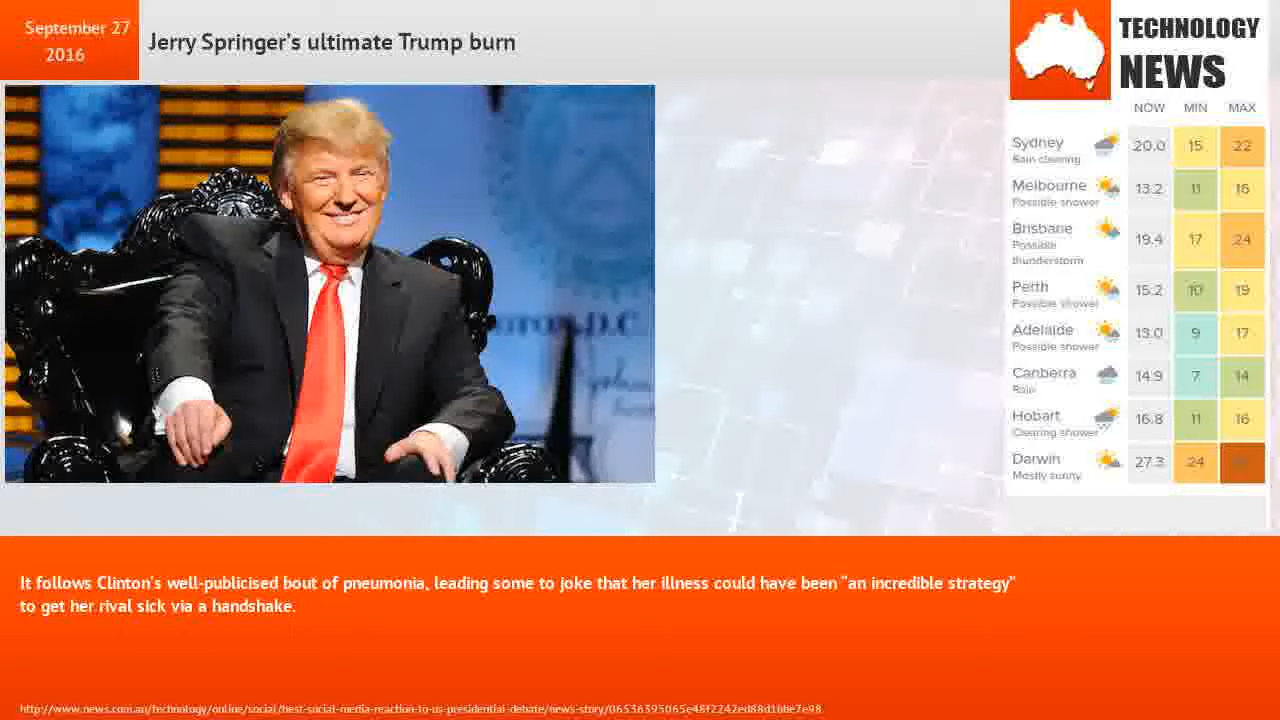 September 27
2016
Jerry Springer's ultimate Trump burn
TECHNOLOGY
NEWS
NOW MIN MAX
Sydney 20.0 15 22
Rain clearing
Melbourne 13.2 11 16
Possible shower
Brisbane 19.4 17 24
Possible
thunderstorm
Perth 15.2 10 19
Possible shower
Adelaide 13.0 9 17
Possible shower
Canberra 14.9 7 14
Rain
Hobart 16.8 11 16
Clearing shower
Darwin 27.3 24
Mostly sunny
D.C.
It follows Clinton's well-publicised bout of pneumonia, leading some to joke that her illness could have been "an incredible strategy"
to get her rival sick via a handshake.